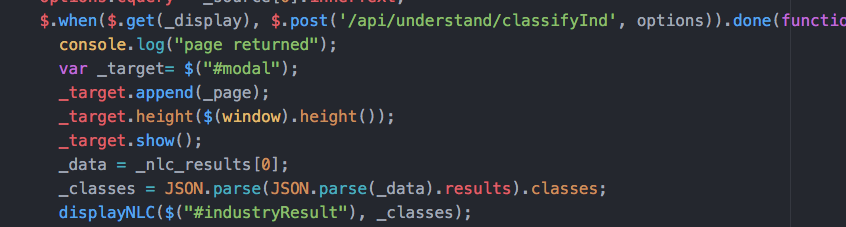 $.when($.get(_display), $.post('/api/understand/classifyInd', options)).done(functio
console.log("page returned");
var _target= $("#modal");
_target.append(_page);
_target.height($(window).height());
_target.show();
_data = _nlc_results[0];
_classes = JSON.parse(JSON.parse(_data).results).classes;
displayNLC($("#industryResult"), _classes);